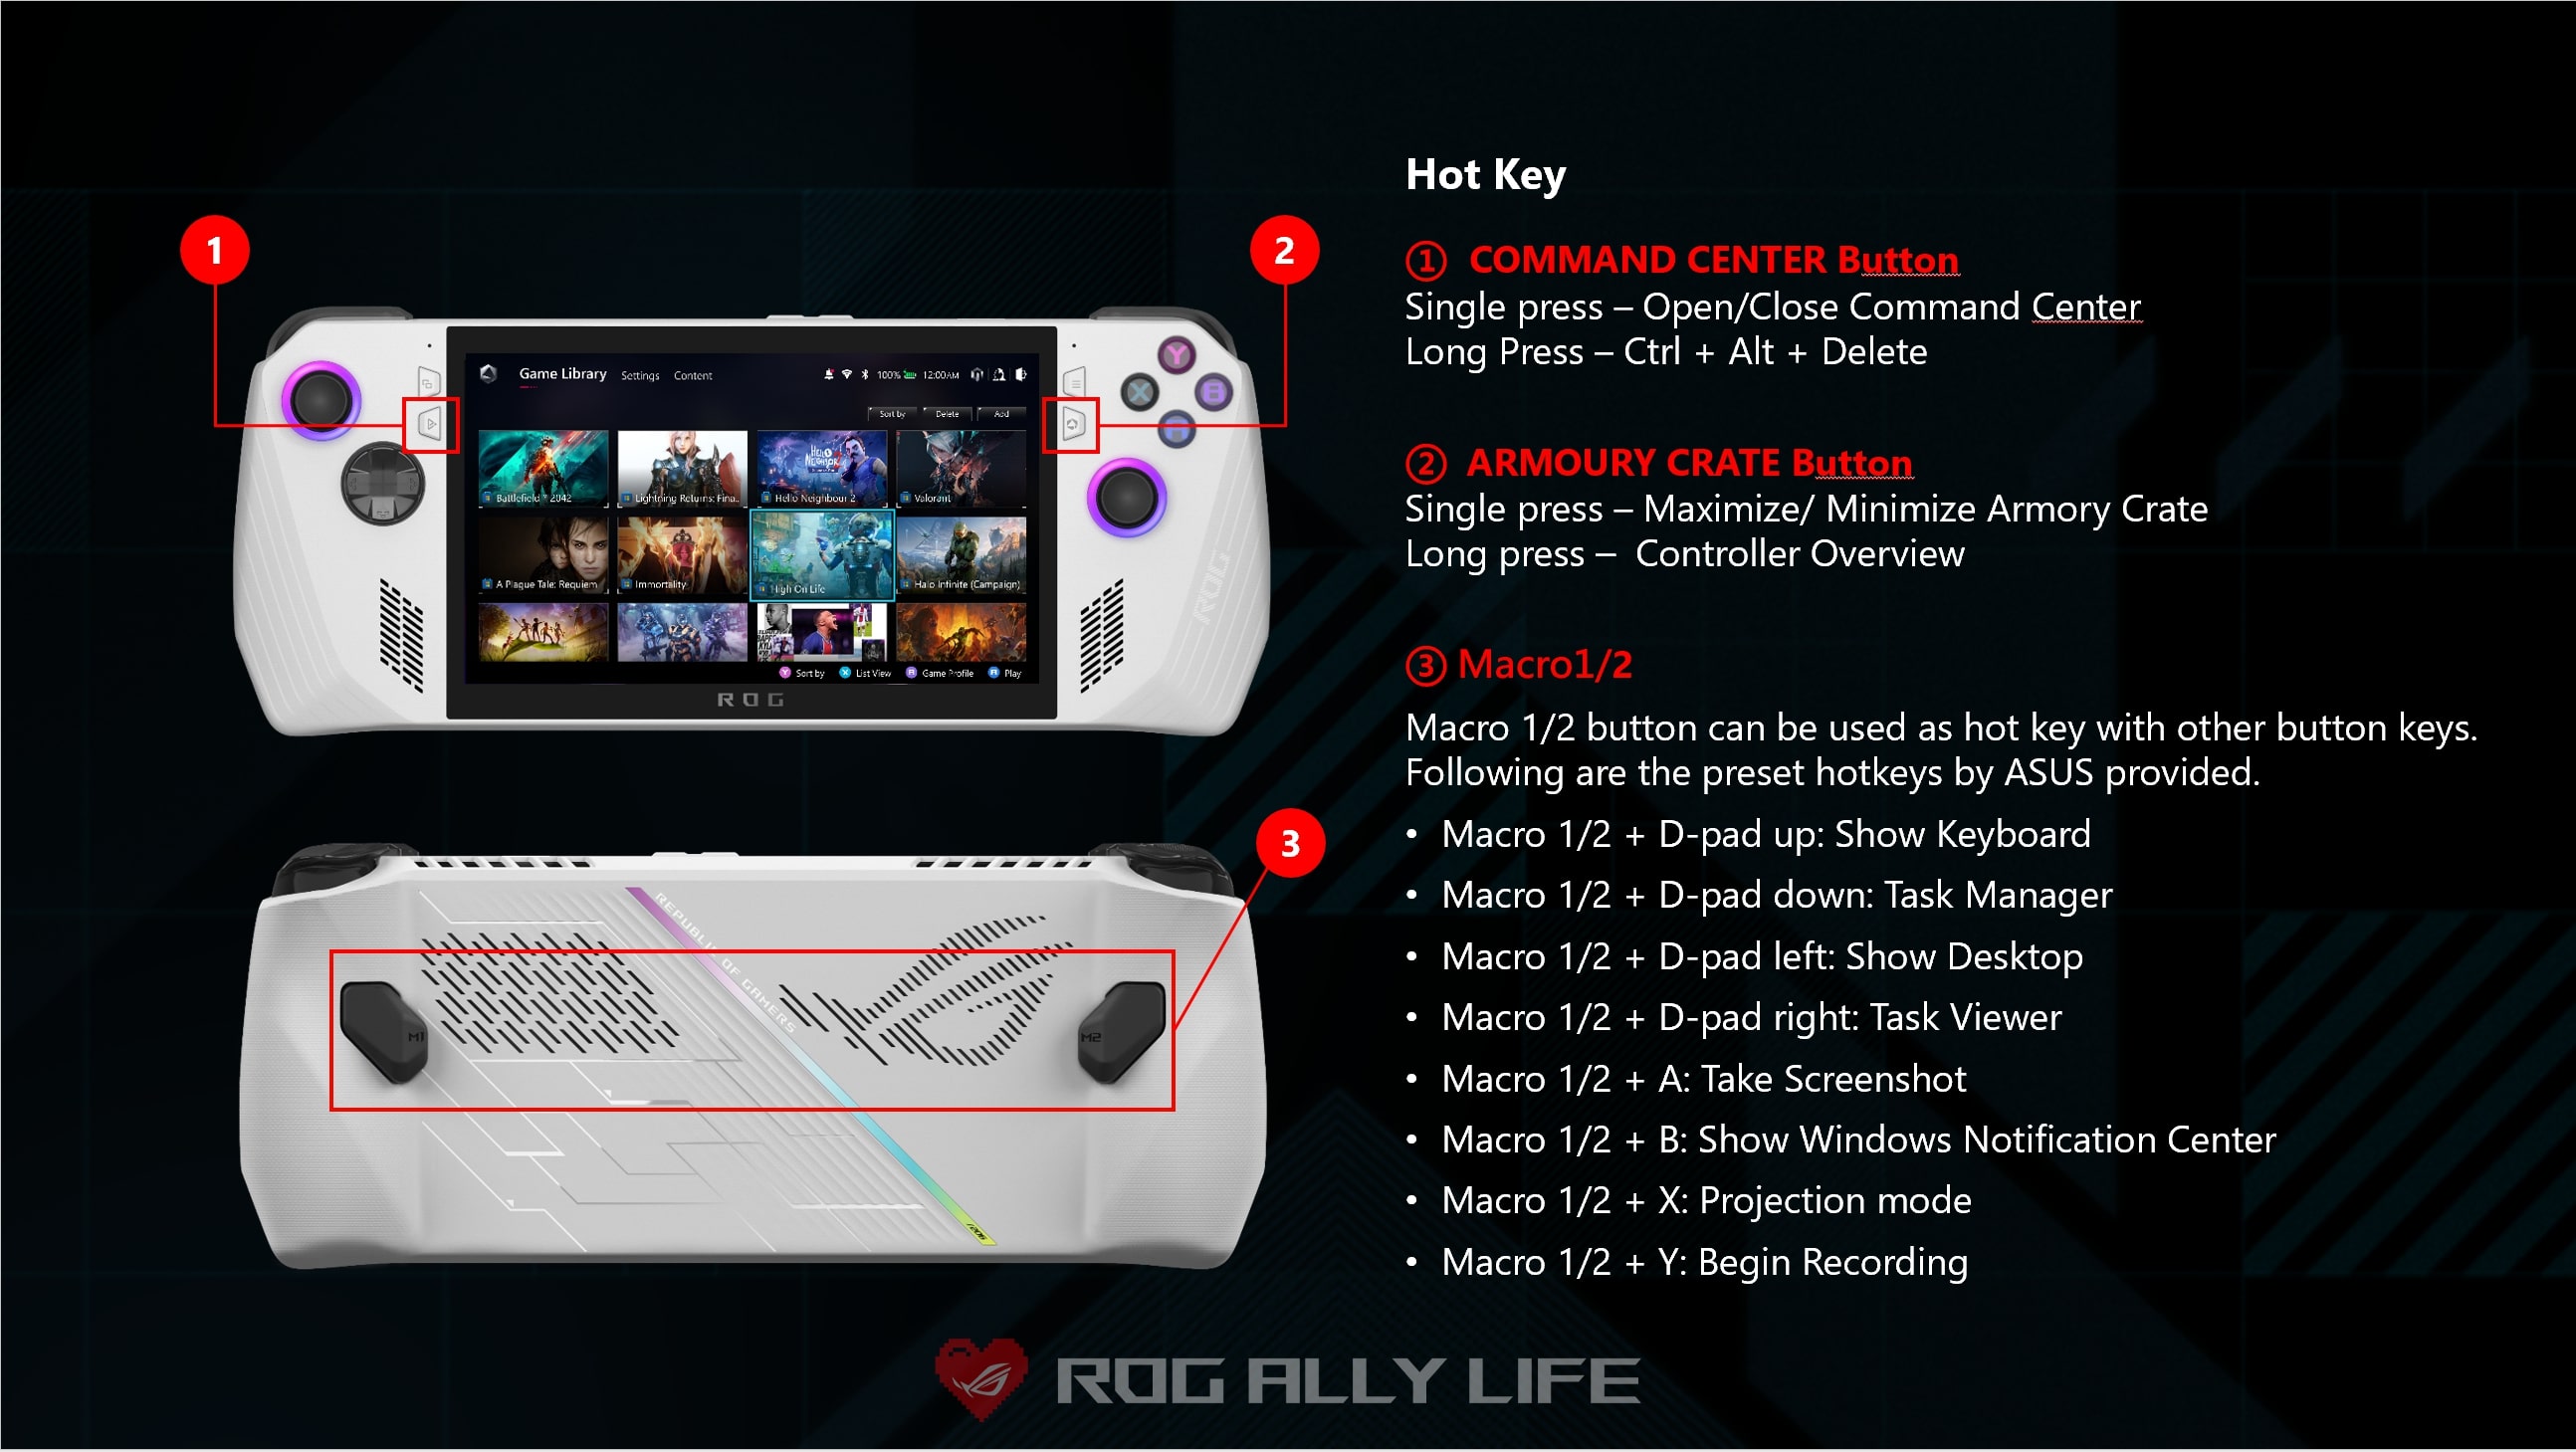 Hot Key
1
2
① COMMAND CENTER Button
Single press – Open/Close Command Center
Long Press – Ctrl + Alt + Delete
② ARMOURY CRATE Button
Single press – Maximize/ Minimize Armory Crate
Long press – Controller Overview
③ Macro1/2
Macro 1/2 button can be used as hot key with other button keys.
Following are the preset hotkeys by ASUS provided.
• Macro 1/2 + D-pad up: Show Keyboard
• Macro 1/2 + D-pad down: Task Manager
• Macro 1/2 + D-pad left: Show Desktop
• Macro 1/2 + D-pad right: Task Viewer
• Macro 1/2 + A: Take Screenshot
• Macro 1/2 + B: Show Windows Notification Center
• Macro 1/2 + X: Projection mode
• Macro 1/2 + Y: Begin Recording
Game Library Settings Content 100% 12:00AM
Sort by Delete Add
Battlefield™ 2042 Lightning Returns: Fina... Hello Neighbour 2 Valorant
A Plague Tale: Requiem Immortality High On Life Halo Infinite (Campaign)
Y Sort by X List View Game Profile Play
ROG
Y
X B
A
ROG
3
REPUBLIC OF GAMERS
M1 M2
ROG ALLY LIFE